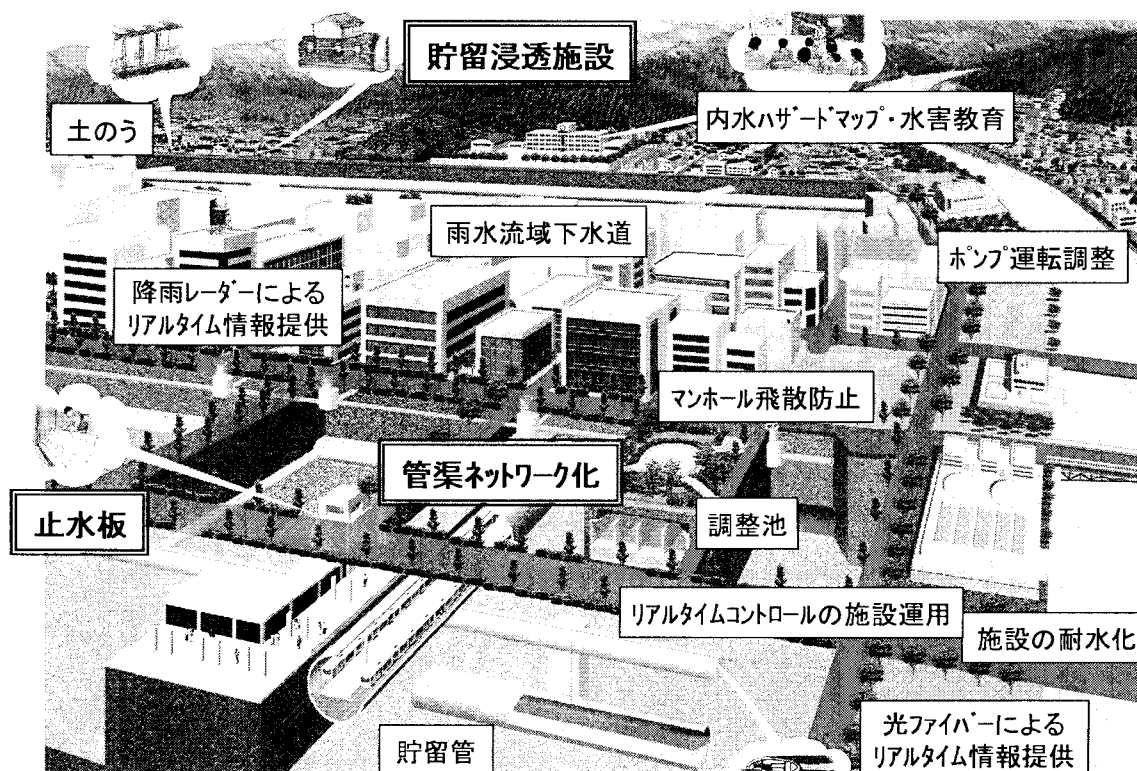 貯留浸透施設
土のう
内水ﾊｻﾞｰﾄﾞﾏｯﾌﾟ・水害教育
雨水流域下水道
ﾎﾟﾝﾌﾟ運転調整
降雨ﾚｰﾀﾞｰによる
ﾘｱﾙﾀｲﾑ情報提供
ﾏﾝﾎｰﾙ飛散防止
管渠ﾈｯﾄﾜｰｸ化
止水板
調整池
ﾘｱﾙﾀｲﾑｺﾝﾄﾛｰﾙの施設運用
施設の耐水化
貯留管
光ﾌｧｲﾊﾞｰによる
ﾘｱﾙﾀｲﾑ情報提供